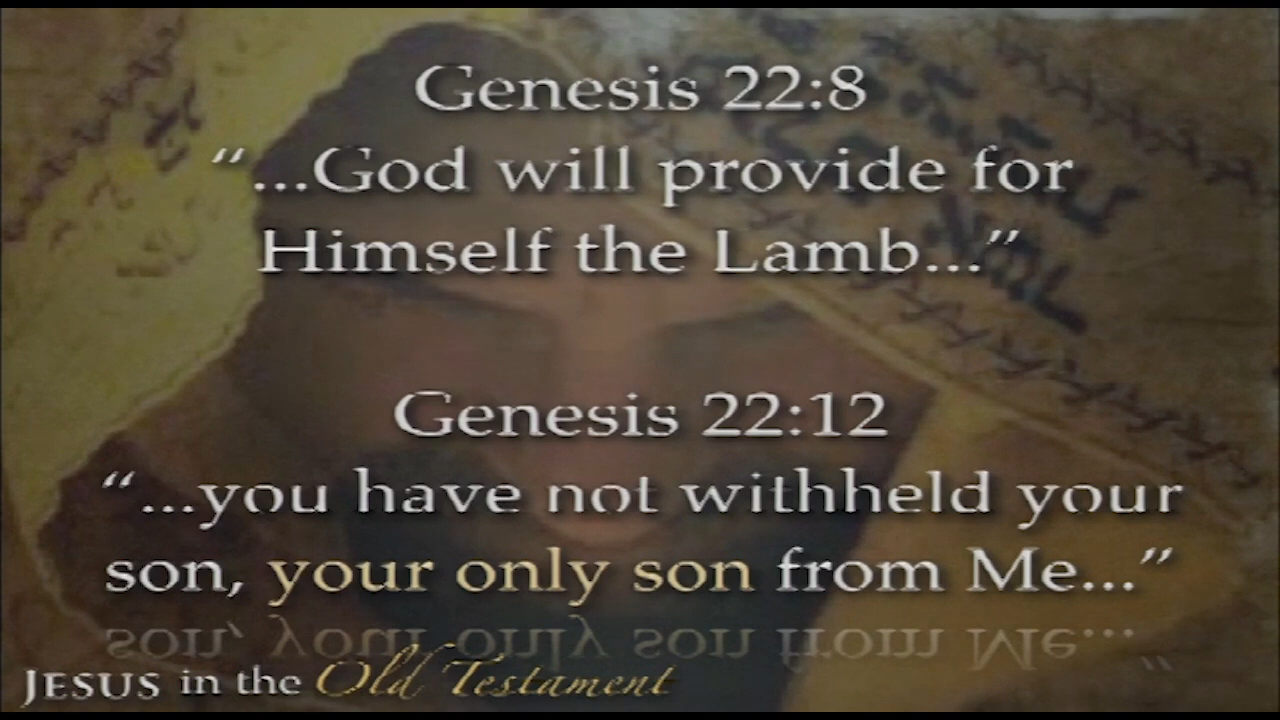 Genesis 22:8
“...God will provide for
Himself the Lamb...”
Genesis 22:12
“...you have not withheld your
son, your only son from Me...”
JESUS in the Old Testament